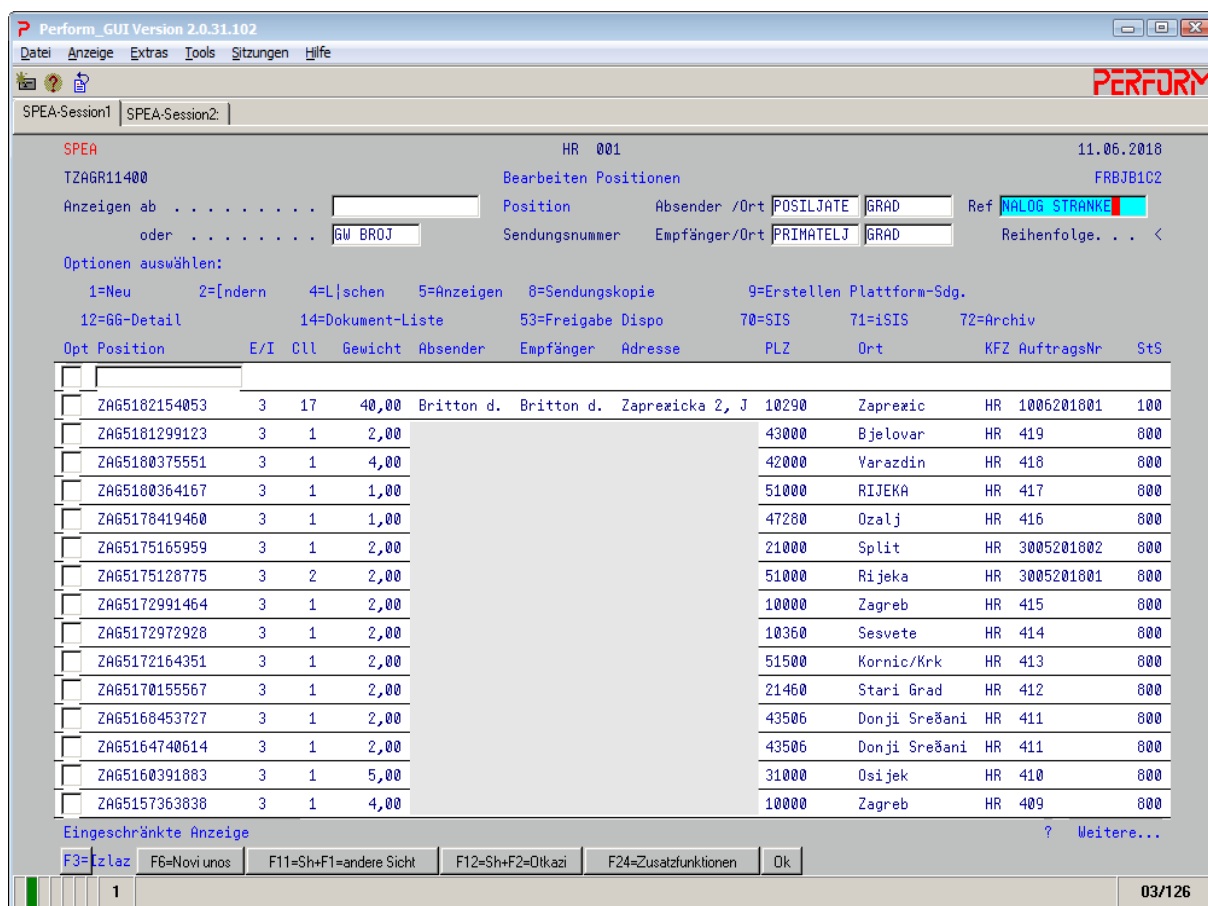 Perform_GUI Version 2.0.31.102
Datei Anzeige Extras Tools Sitzungen Hilfe
PERFORM
SPEA-Session1 SPEA-Session2:
SPEA HR 001 11.06.2018
TZAGR11400 Bearbeiten Positionen FRBJB1C2
Anzeigen ab . . . . . . . . . Position Absender /Ort POSILJATE GRAD Ref NALOG STRANKE
oder . . . . . . . . GW BROJ Sendungsnummer Empfänger/Ort PRIMATELJ GRAD Reihenfolge. . . <
Optionen auswählen:
1=Neu 2=[ndern 4=L¦schen 5=Anzeigen 8=Sendungskopie 9=Erstellen Plattform-Sdg.
12=GG-Detail 14=Dokument-Liste 53=Freigabe Dispo 70=SIS 71=iSIS 72=Archiv
Opt Position E/I Cll Gewicht Absender Empfänger Adresse PLZ Ort KFZ AuftragsNr StS
ZAG5182154053 3 17 40,00 Britton d. Britton d. Zapreæicka 2, J 10290 Zapreæic HR 1006201801 100
ZAG5181299123 3 1 2,00 43000 Bjelovar HR 419 800
ZAG5180375551 3 1 4,00 42000 Varazdin HR 418 800
ZAG5180364167 3 1 1,00 51000 RIJEKA HR 417 800
ZAG5178419460 3 1 1,00 47280 Ozalj HR 416 800
ZAG5175165959 3 1 2,00 21000 Split HR 3005201802 800
ZAG5175128775 3 2 2,00 51000 Rijeka HR 3005201801 800
ZAG5172991464 3 1 2,00 10000 Zagreb HR 415 800
ZAG5172972928 3 1 2,00 10360 Sesvete HR 414 800
ZAG5172164351 3 1 2,00 51500 Kornic/Krk HR 413 800
ZAG5170155567 3 1 2,00 21460 Stari Grad HR 412 800
ZAG5168453727 3 1 2,00 43506 Donji Sreðani HR 411 800
ZAG5164740614 3 1 2,00 43506 Donji Sreðani HR 411 800
ZAG5160391883 3 1 5,00 31000 Osijek HR 410 800
ZAG5157363838 3 1 4,00 10000 Zagreb HR 409 800
Eingeschränkte Anzeige ? Weitere...
F3=Izlaz F6=Novi unos F11=Sh+F1=andere Sicht F12=Sh+F2=Otkazi F24=Zusatzfunktionen Ok
1 03/126